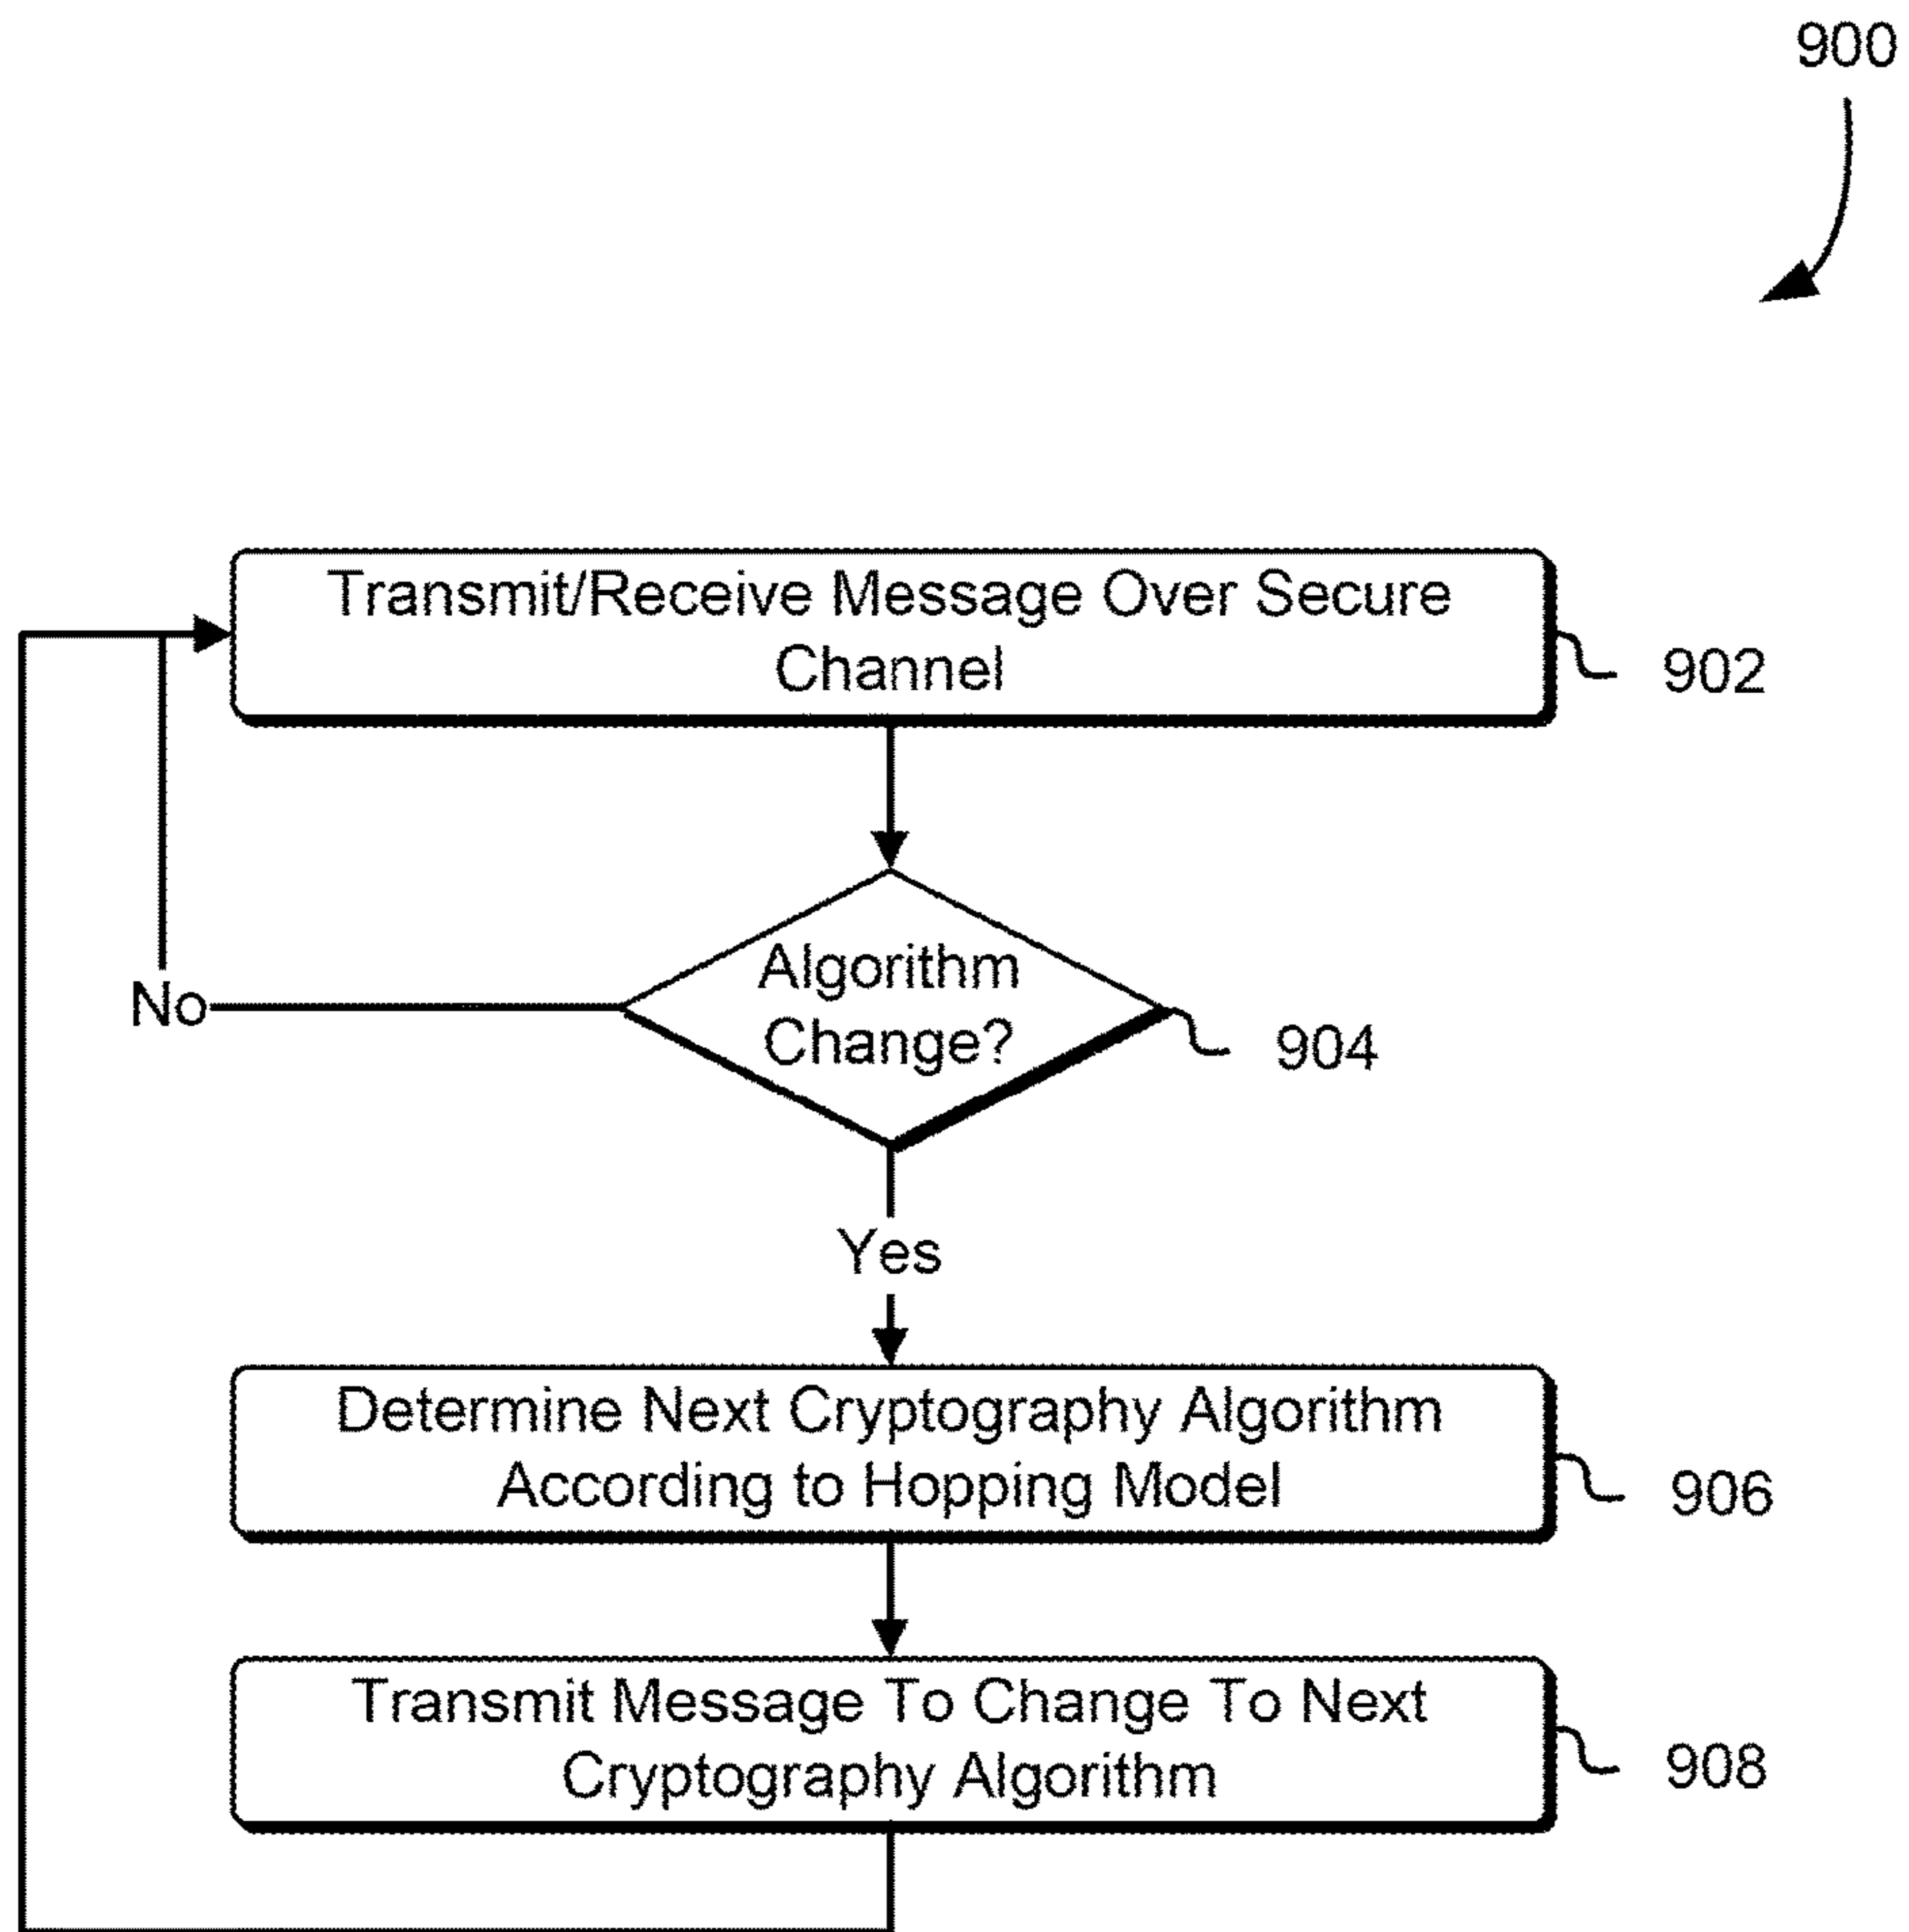 900
Transmit/Receive Message Over Secure
Channel
902
Algorithm
Change?
904
No
Yes
Determine Next Cryptography Algorithm
According to Hopping Model
906
Transmit Message To Change To Next
Cryptography Algorithm
908